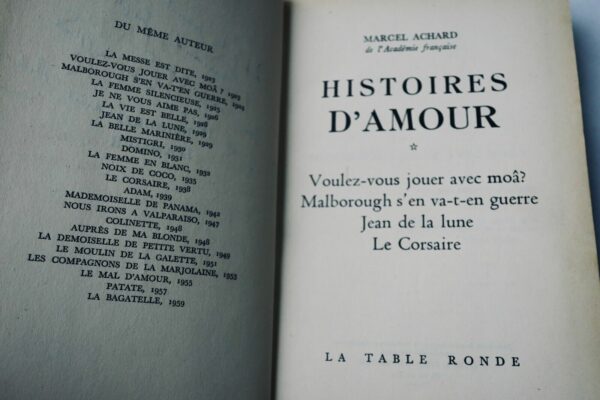 DU MÊME AUTEUR
LA MESSE EST DITE, 1923
VOULEZ-VOUS JOUER AVEC MOÂ? 1923
MALBOROUGH S'EN VA-T'EN GUERRE, 1924
LA FEMME SILENCIEUSE, 1925
JE NE VOUS AIME PAS, 1926
LA VIE EST BELLE, 1928
JEAN DE LA LUNE, 1929
LA BELLE MARINIÈRE, 1929
MISTIGRI, 1930
DOMINO, 1931
LA FEMME EN BLANC, 1932
NOIX DE COCO, 1935
LE CORSAIRE, 1938
ADAM, 1939
MADEMOISELLE DE PANAMA, 1942
NOUS IRONS A VALPARAISO, 1947
COLINETTE, 1948
AUPRÈS DE MA BLONDE, 1948
LA DEMOISELLE DE PETITE VERTU, 1949
LE MOULIN DE LA GALETTE, 1951
LES COMPAGNONS DE LA MARJOLAINE, 1953
LE MAL D'AMOUR, 1955
PATATE, 1957
LA BAGATELLE, 1959
MARCEL ACHARD
de l'Académie française
HISTOIRES
D'AMOUR
Voulez-vous jouer avec moâ?
Malborough s'en va-t-en guerre
Jean de la lune
Le Corsaire
LA TABLE RONDE